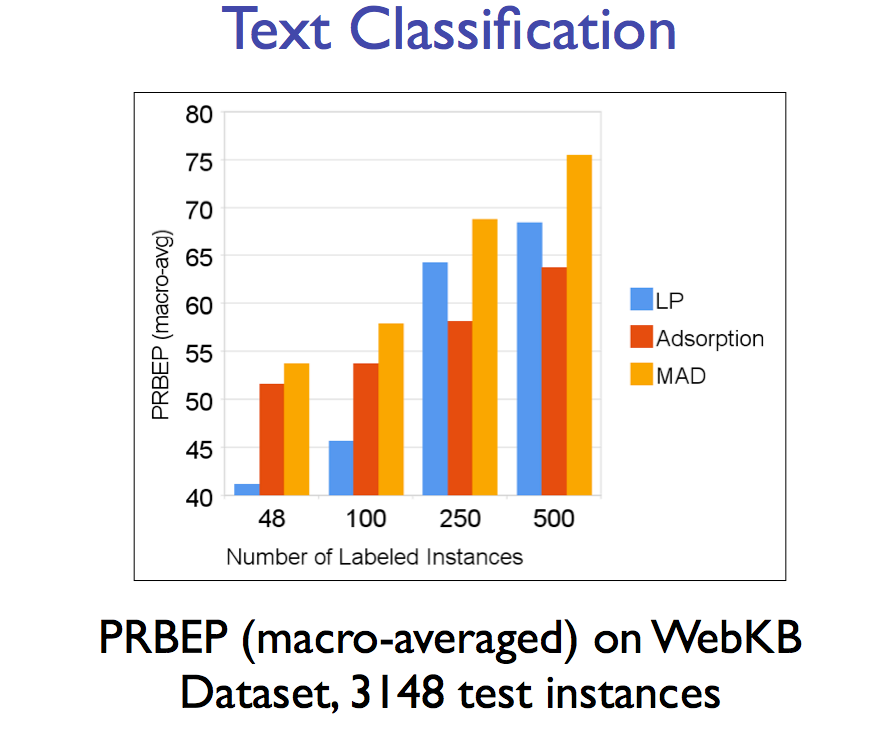 Text Classification
80
75
70
65
60
55
50
45
40
PRBEP (macro-avg)
48 100 250 500
Number of Labeled Instances
LP
Adsorption
MAD
PRBEP (macro-averaged) on WebKB
Dataset, 3148 test instances